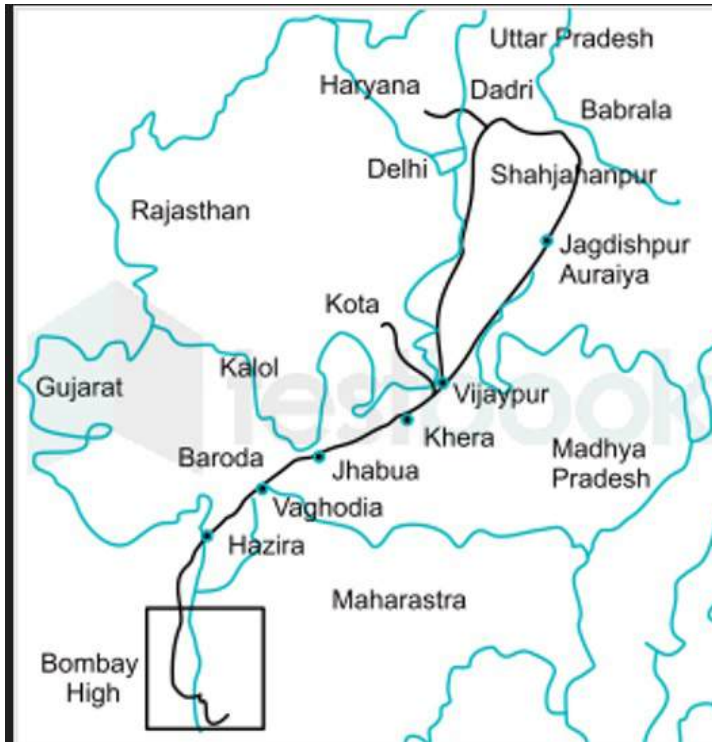 Uttar Pradesh
Haryana
Dadri
Babrala
Delhi
Shahjahanpur
Rajasthan
Jagdishpur
Auraiya
Kota
Kalol
Gujarat
Vijaypur
testbook
Khera
Baroda
Jhabua
Madhya
Pradesh
Vaghodia
Hazira
Maharastra
Bombay
High